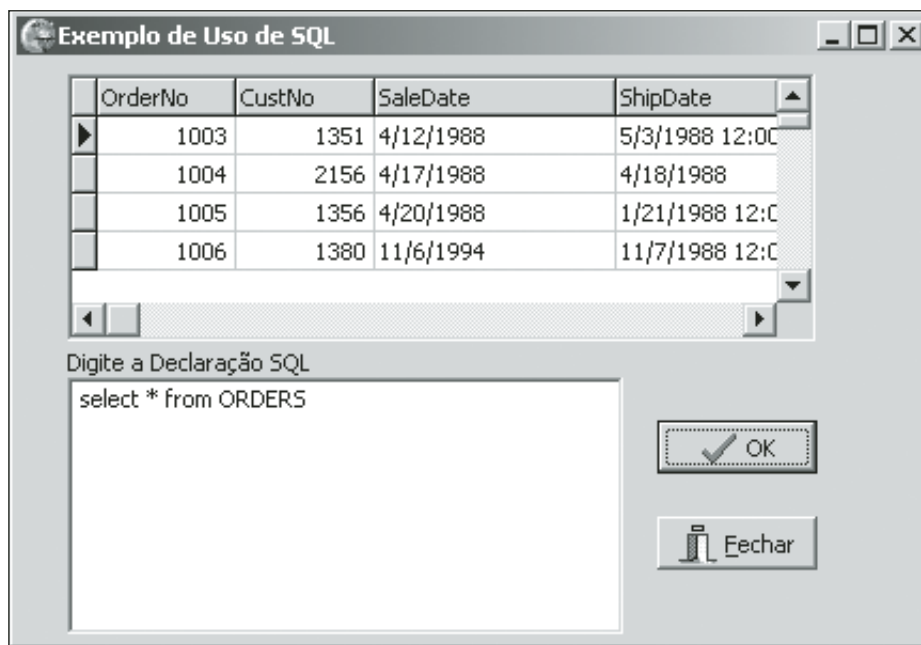 Exemplo de Uso de SQL
OrderNo CustNo SaleDate ShipDate
1003 1351 4/12/1988 5/3/1988 12:00
1004 2156 4/17/1988 4/18/1988
1005 1356 4/20/1988 1/21/1988 12:0
1006 1380 11/6/1994 11/7/1988 12:0
Digite a Declaração SQL
select * from ORDERS
OK
Fechar